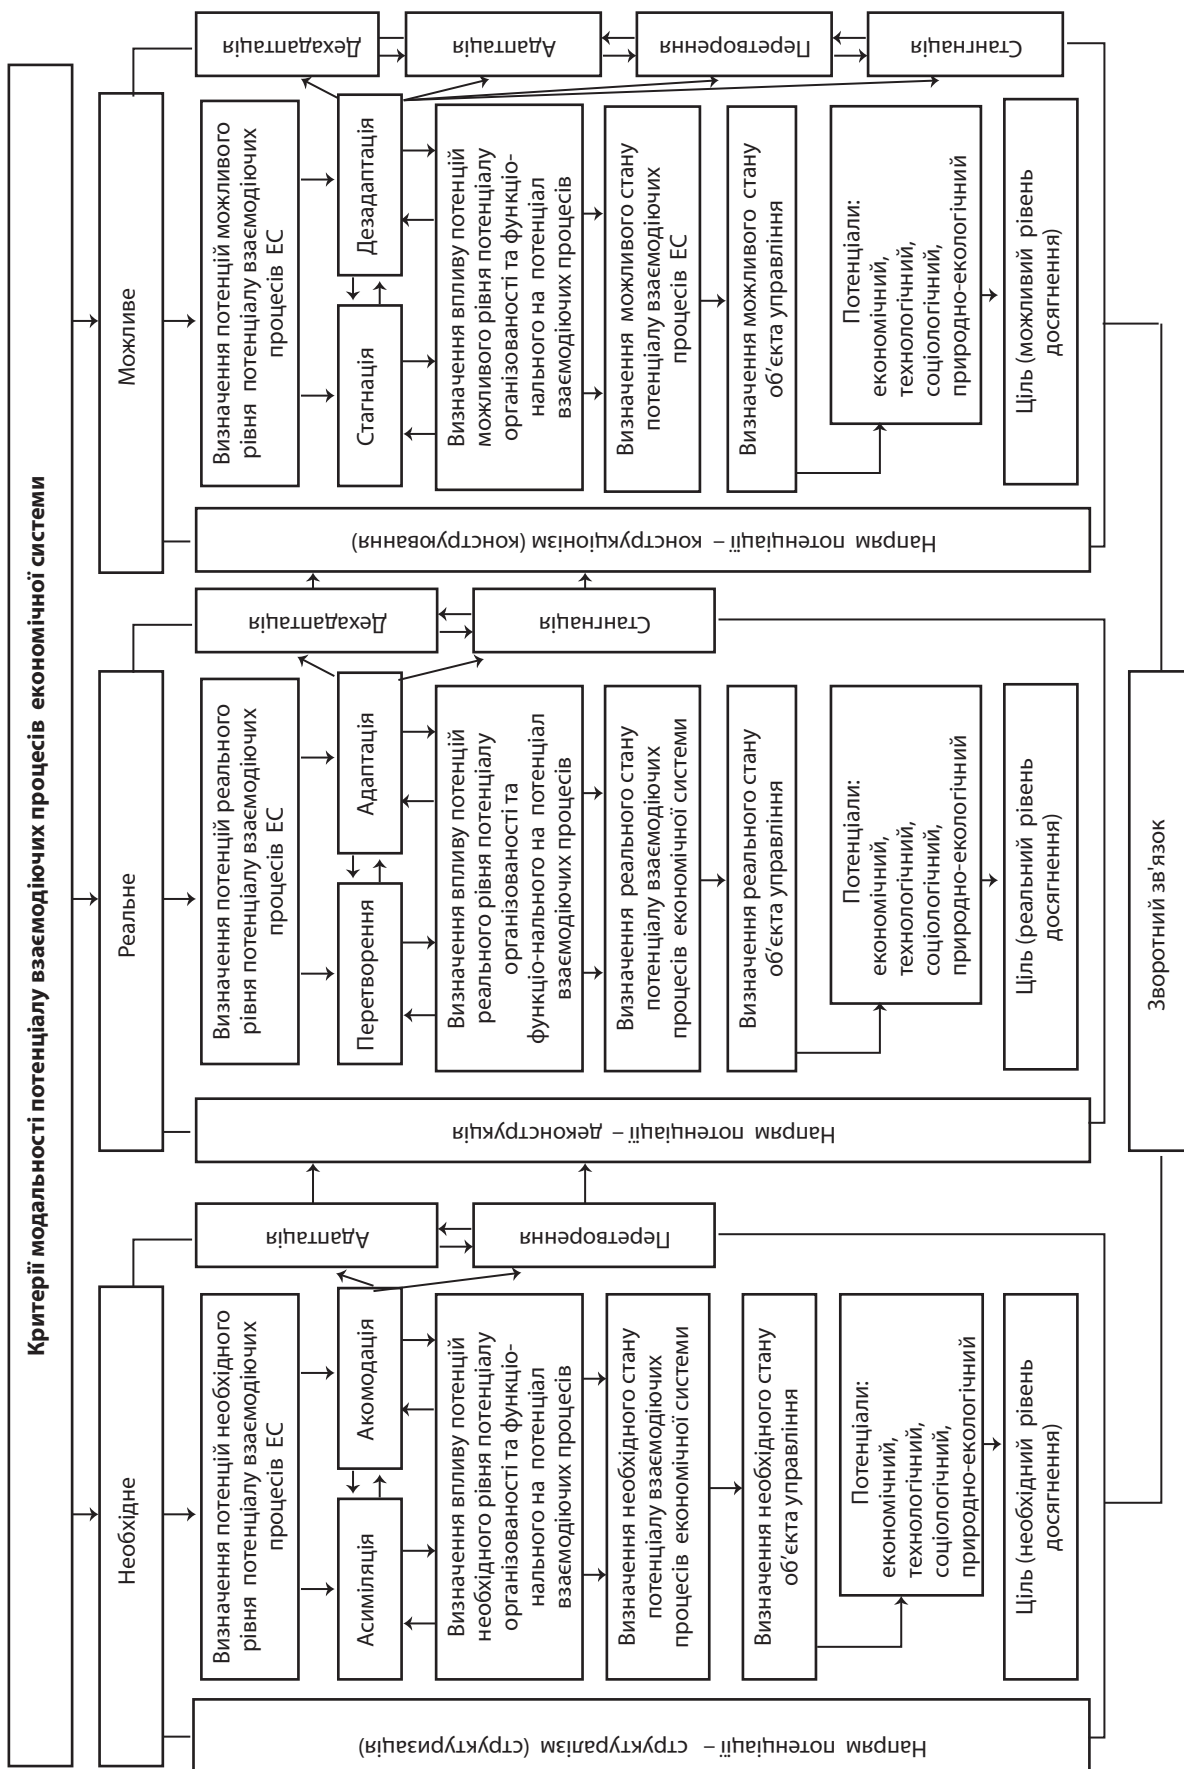 Критерії модальності потенціалу взаємодіючих процесів економічної системи
Необхідне
Напрям потенціації – структуралізм (структуризація)
Визначення потенцій необхідного
рівня потенціалу взаємодіючих
процесів ЕС
Асиміляція
Акомодація
Визначення впливу потенцій
необхідного рівня потенціалу
організованості та функціо-
нального на потенціал
взаємодіючих процесів
Визначення необхідного стану
потенціалу взаємодіючих
процесів економічної системи
Визначення необхідного стану
об’єкта управління
Потенціали:
економічний,
технологічний,
соціологічний,
природно-екологічний
Ціль (необхідний рівень
досягнення)
Адаптація
Перетворення
Реальне
Напрям потенціації – деконструкція
Визначення потенцій реального
рівня потенціалу взаємодіючих
процесів ЕС
Перетворення
Адаптація
Визначення впливу потенцій
реального рівня потенціалу
організованості та
функціо-нального на потенціал
взаємодіючих процесів
Визначення реального стану
потенціалу взаємодіючих
процесів економічної системи
Визначення реального стану
об’єкта управління
Потенціали:
економічний,
технологічний,
соціологічний,
природно-екологічний
Ціль (реальний рівень
досягнення)
Дехадаптація
Стангнація
Можливе
Напрям потенціації – конструкціонізм (конструювання)
Визначення потенцій можливого
рівня потенціалу взаємодіючих
процесів ЕС
Стагнація
Дезадаптація
Визначення впливу потенцій
можливого рівня потенціалу
організованості та функціо-
нального на потенціал
взаємодіючих процесів
Визначення можливого стану
потенціалу взаємодіючих
процесів ЕС
Визначення можливого стану
об’єкта управління
Потенціали:
економічний,
технологічний,
соціологічний,
природно-екологічний
Ціль (можливий рівень
досягнення)
Дехадаптація
Адаптація
Перетворення
Стангнація
Зворотний зв'язок